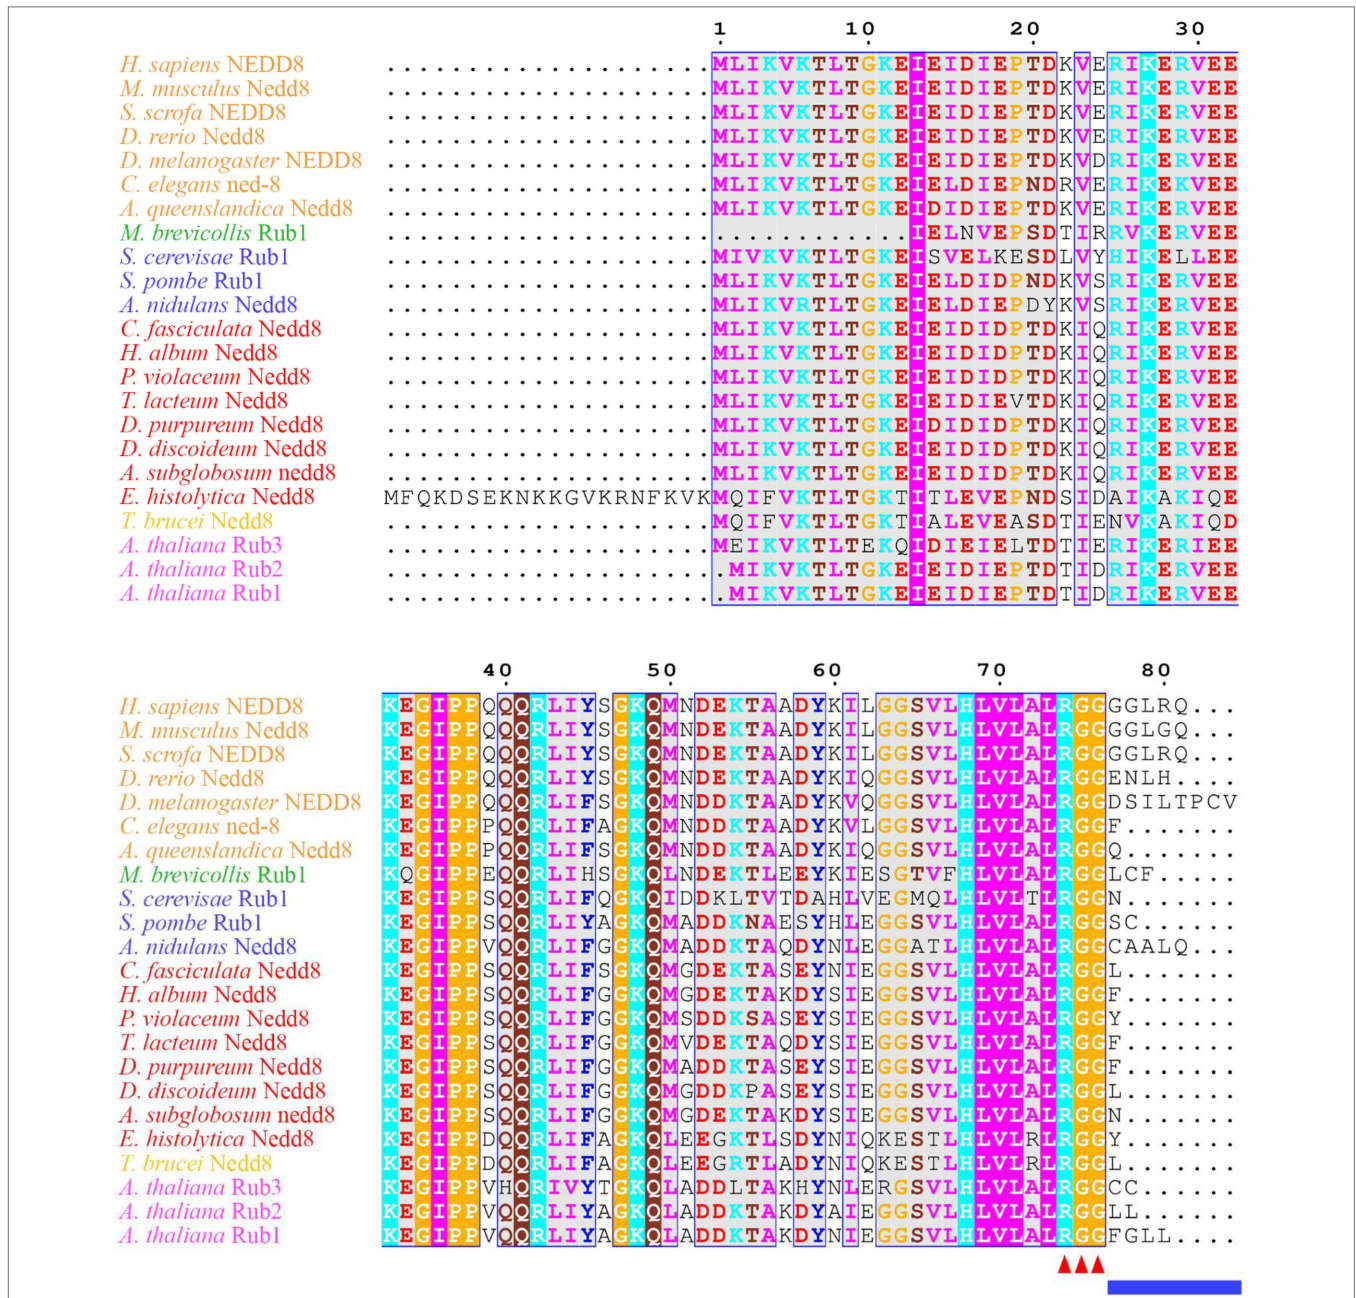 1 10 20 30
H. sapiens NEDD8 ....................MLIKVKTLTGKEIEIDIEPTDKVERIKERVEE
M. musculus Nedd8 ....................MLIKVKTLTGKEIEIDIEPTDKVERIKERVEE
S. scrofa NEDD8 ....................MLIKVKTLTGKEIEIDIEPTDKVERIKERVEE
D. rerio Nedd8 ....................MLIKVKTLTGKEIEIDIEPTDKVERIKERVEE
D. melanogaster NEDD8 ....................MLIKVKTLTGKEIEIDIEPTDKVDRIKERVEE
C. elegans ned-8 ....................MLIKVKTLTGKEIELDIEPNDRVERIKEKVEE
A. queenslandica Nedd8 ....................MLIKVKTLTGKEIDIDIEPTDKVERIKERVEE
M. brevicollis Rub1 ................................IELNVEPSDTIRRVKERVEE
S. cerevisae Rub1 ....................MIVKVKTLTGKEISVELKESDLVYHIKELLEE
S. pombe Rub1 ....................MLIKVKTLTGKEIELDIDPNDKVSRIKERVEE
A. nidulans Nedd8 ....................MLIKVRTLTGKEIELDIEPDYKVSRIKERVEE
C. fasciculata Nedd8 ....................MLIKVKTLTGKEIEIDIDPTDKIQRIKERVEE
H. album Nedd8 ....................MLIKVKTLTGKEIEIDIDPTDKIQRIKERVEE
P. violaceum Nedd8 ....................MLIKVKTLTGKEIEIDIDPTDKIQRIKERVEE
T. lacteum Nedd8 ....................MLIKVKTLTGKEIEIDIEVTDKIQRIKERVEE
D. purpureum Nedd8 ....................MLIKVKTLTGKEIEIDIDPTDKIQRIKERVEE
D. discoideum Nedd8 ....................MLIKVKTLTGKEIEIDIDPTDKIQRIKERVEE
A. subglobosum nedd8 ....................MLIKVKTLTGKEIEIDIDPTDKIQRIKERVEE
E. histolytica Nedd8 MFQKDSEKNKKGVKRNFKVKMQIFVKTLTGKTITLEVEPNDSIDAIKAKIQE
T. brucei Nedd8 ....................MQIFVKTLTGKTIALEVEASDTIENVKAKIQD
A. thaliana Rub3 ....................MEIKVKTLTEKQIDIEIELTDTIERIKERIEE
A. thaliana Rub2 .....................MIKVKTLTGKEIEIDIEPTDTIDRIKERVEE
A. thaliana Rub1 .....................MIKVKTLTGKEIEIDIEPTDTIDRIKERVEE
40 50 60 70 80
H. sapiens NEDD8 KEGIPPQQQRLIYSGKQMNDEKTAADYKILGGSVLHLVLALRGGGGLRQ...
M. musculus Nedd8 KEGIPPQQQRLIYSGKQMNDEKTAADYKILGGSVLHLVLALRGGGGLGQ...
S. scrofa NEDD8 KEGIPPQQQRLIYSGKQMNDEKTAADYKILGGSVLHLVLALRGGGGLRQ...
D. rerio Nedd8 KEGIPPQQQRLIYSGKQMNDEKTAADYKILGGSVLHLVLALRGGENLH....
D. melanogaster NEDD8 KEGIPPQQQRLIFSGKQMNDDKTAADYKVQGGSVLHLVLALRGGDSILTPCV
C. elegans ned-8 KEGIPPPQQRLIFAGKQMNDDKTAADYKVLGGSVLHLVLALRGGF.......
A. queenslandica Nedd8 KEGIPPPQQRLIFSGKQMNDDKTAADYKIQGGSVLHLVLALRGGQ.......
M. brevicollis Rub1 KQGIPPEQQRLIHSGKQLNDEKTLEEYKIESGTVFHLVLALRGGLCF.....
S. cerevisae Rub1 KEGIPPSQQRLIFQGKQIDDKLTVTDAHLVEGMQLHLVLTLRGGN.......
S. pombe Rub1 KEGIPPSQQRLIYAGKQMADDKNAESYHLEGGSVLHLVLALRGGSC......
A. nidulans Nedd8 KEGIPPVQQRLIFGGKQMADDKTAQDYNLEGGATLHLVLALRGGCAALQ...
C. fasciculata Nedd8 KEGIPPSQQRLIFSGKQMGDEKTASEYNIEGGSVLHLVLALRGGL.......
H. album Nedd8 KEGIPPSQQRLIFGGKQMGDEKTAKDYSIEGGSVLHLVLALRGGF.......
P. violaceum Nedd8 KEGIPPSQQRLIFGGKQMSDDKSASEYSIEGGSVLHLVLALRGGY.......
T. lacteum Nedd8 KEGIPPSQQRLIFGGKQMVDEKTAQDYSIEGGSVLHLVLALRGGF.......
D. purpureum Nedd8 KEGIPPSQQRLIFGGKQMADDKTASEYSIEGGSVLHLVLALRGGF.......
D. discoideum Nedd8 KEGIPPSQQRLIFGGKQMGDDKPASEYSIEGGSVLHLVLALRGGL.......
A. subglobosum nedd8 KEGIPPSQQRLIFGGKQMGDEKTAKDYSIEGGSVLHLVLALRGGN.......
E. histolytica Nedd8 KEGIPPDQQRLIFAGKQLEEGKTLSDYNIQKESTLHLVLRLRGGY.......
T. brucei Nedd8 KEGIPPDQQRLIFAGKQLEEGRTLADYNIQKESTLHLVLRLRGGL.......
A. thaliana Rub3 KEGIPPVHQRIVYTGKQLADDLTAKHYNLERGSVLHLVLALRGGCC......
A. thaliana Rub2 KEGIPPVQQRLIYAGKQLADDKTAKDYAIEGGSVLHLVLALRGGLL......
A. thaliana Rub1 KEGIPPVQQRLIYAGKQLADDKTAKDYNIEGGSVLHLVLALRGGFGLL....